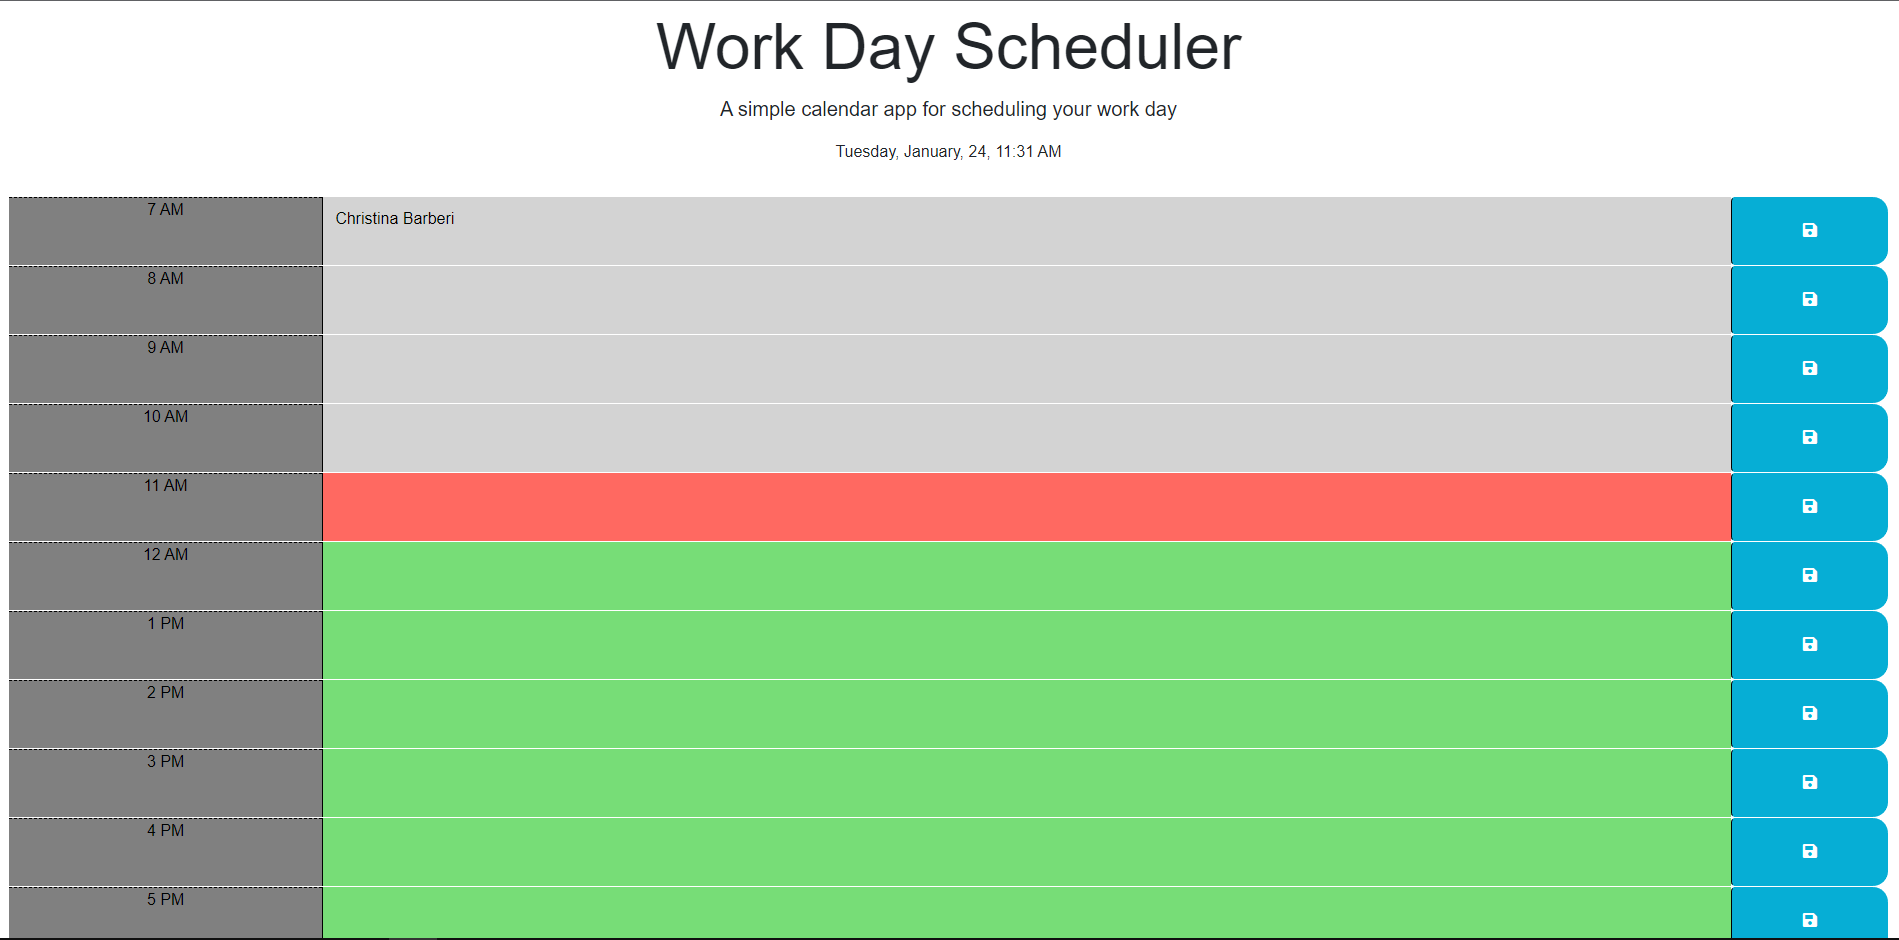 Work Day Scheduler
A simple calendar app for scheduling your work day
Tuesday, January, 24, 11:31 AM
7 AM
Christina Barberi
8 AM
9 AM
10 AM
11 AM
12 AM
1 PM
2 PM
3 PM
4 PM
5 PM